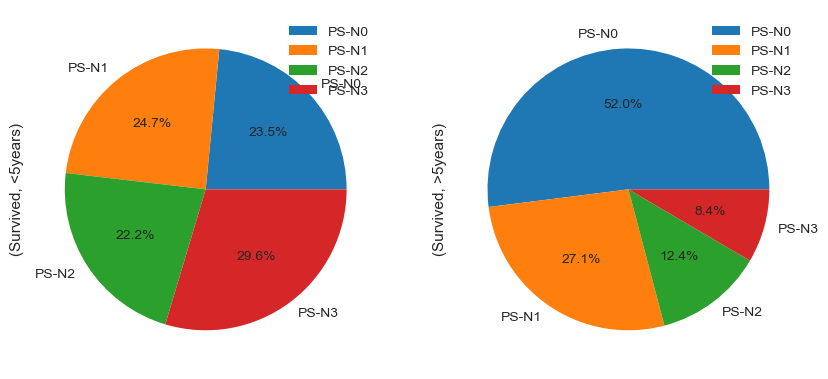 PS-N0
PS-N1
PS-N2
PS-N3
PS-N0
PS-N1
PS-N2
PS-N3
23.5%
24.7%
22.2%
29.6%
(Survived, <5years)
PS-N0
PS-N1
PS-N2
PS-N3
PS-N0
PS-N1
PS-N2
PS-N3
52.0%
27.1%
12.4%
8.4%
(Survived, >5years)